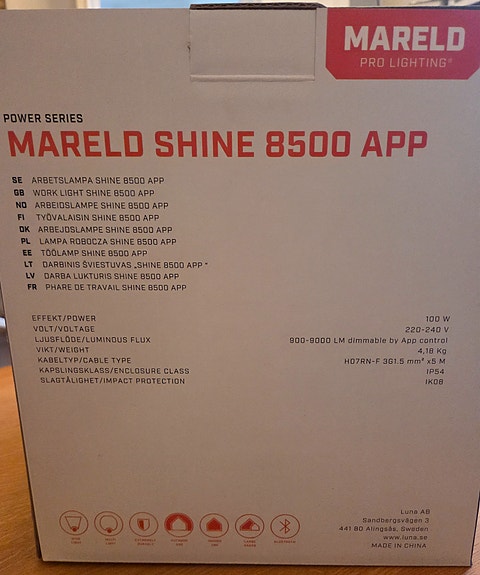 MARELD
PRO LIGHTING®
POWER SERIES
MARELD SHINE 8500 APP
SE ARBETSLAMPA SHINE 8500 APP
GB WORK LIGHT SHINE 8500 APP
NO ARBEIDSLAMPE SHINE 8500 APP
FI TYÖVALAISIN SHINE 8500 APP
DK ARBEJDSLAMPE SHINE 8500 APP
PL LAMPA ROBOCZA SHINE 8500 APP
EE TÖÖLAMP SHINE 8500 APP
LT DARBINIS ŠVIESTUVAS „SHINE 8500 APP“
LV DARBA LUKTURIS SHINE 8500 APP
FR PHARE DE TRAVAIL SHINE 8500 APP
EFFEKT/POWER 100 W
VOLT/VOLTAGE 220-240 V
LJUSFLÖDE/LUMINOUS FLUX 900-9000 LM dimmable by App control
VIKT/WEIGHT 4,18 Kg
KABELTYP/CABLE TYPE H07RN-F 3G1.5 mm² x5 M
KAPSLINGSKLASS/ENCLOSURE CLASS IP54
SLAGTÅLIGHET/IMPACT PROTECTION IK08
Luna AB
Sandbergsvägen 3
441 80 Alingsås, Sweden
www.luna.se
MADE IN CHINA
BLUETOOTH